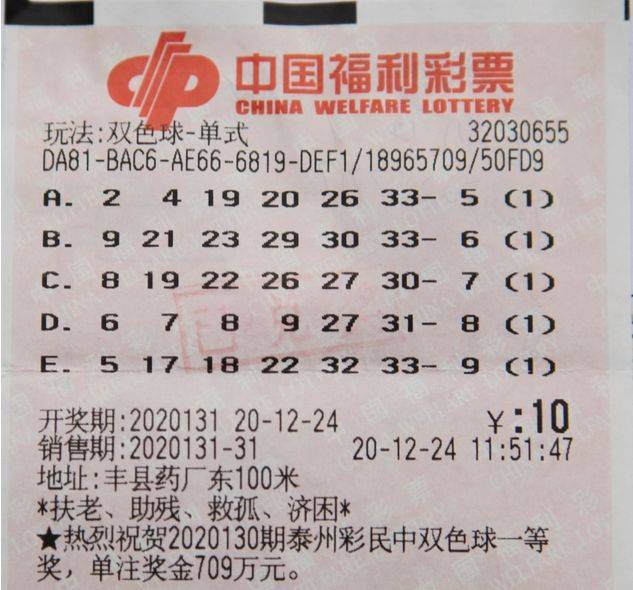 中国福利彩票
CHINA WELFARE LOTTERY
玩法:双色球-单式 32030655
DA81-BAC6-AE66-6819-DEF1/18965709/50FD9
A. 2 4 19 20 26 33- 5 (1)
B. 9 21 23 29 30 33- 6 (1)
C. 8 19 22 26 27 30- 7 (1)
D. 6 7 8 9 27 31- 8 (1)
E. 5 17 18 22 32 33- 9 (1)
开奖期:2020131 20-12-24 ￥:10
销售期:2020131-31 20-12-24 11:51:47
地址:丰县药厂东100米
*扶老、助残、救孤、济困*
★热烈祝贺2020130期泰州彩民中双色球一等
奖，单注奖金709万元。